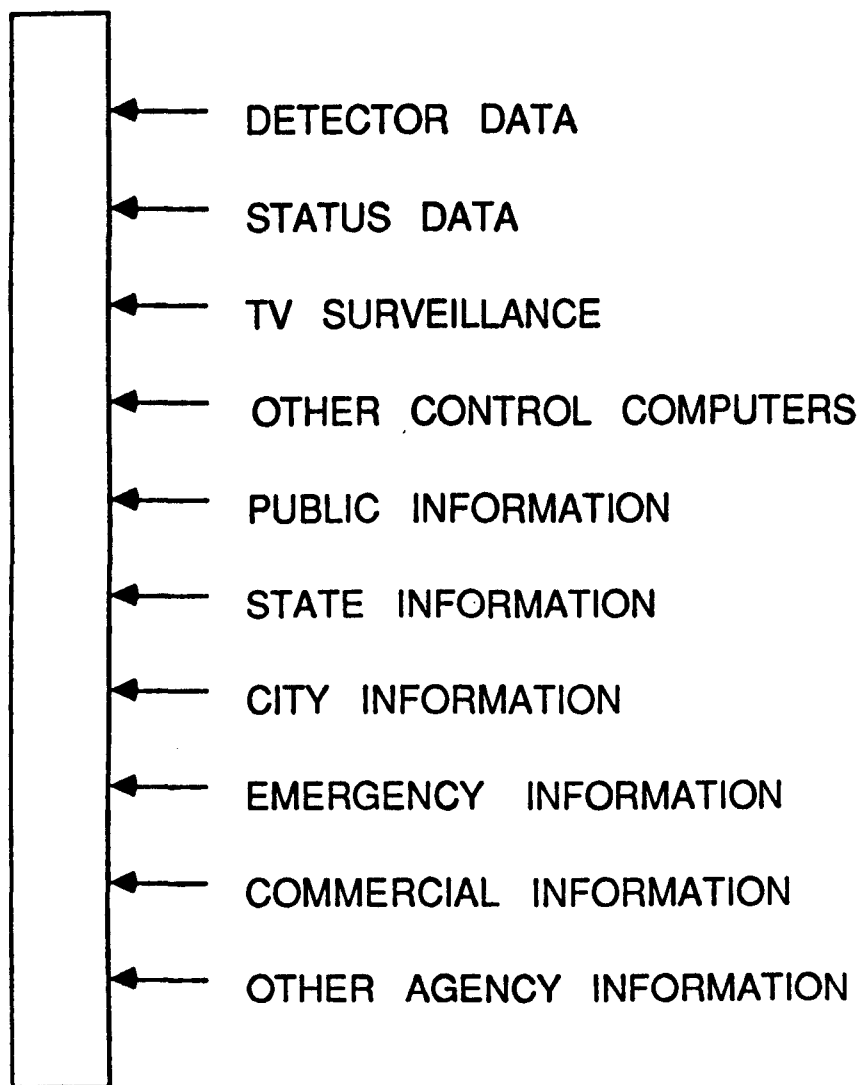 DETECTOR DATA
STATUS DATA
TV SURVEILLANCE
OTHER CONTROL COMPUTERS
PUBLIC INFORMATION
STATE INFORMATION
CITY INFORMATION
EMERGENCY INFORMATION
COMMERCIAL INFORMATION
OTHER AGENCY INFORMATION